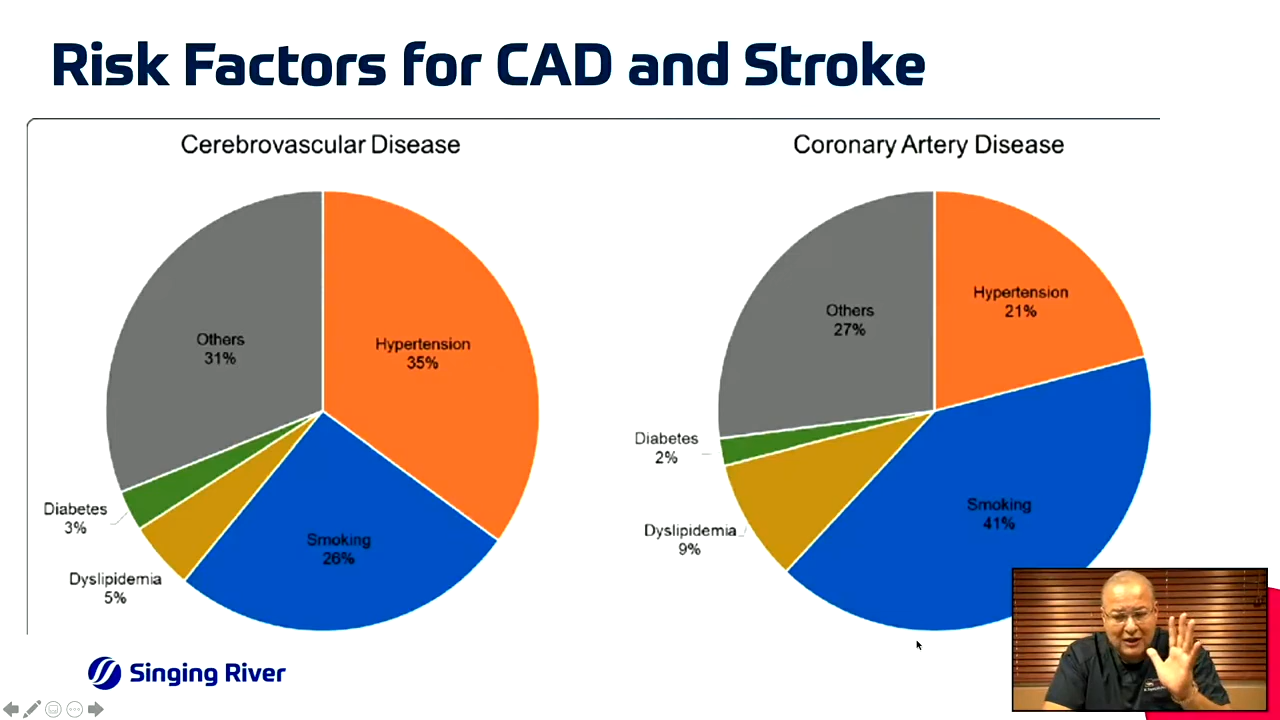 Risk Factors for CAD and Stroke
Cerebrovascular Disease
Others
31%
Hypertension
35%
Diabetes
3%
Smoking
26%
Dyslipidemia
5%
Coronary Artery Disease
Hypertension
21%
Others
27%
Diabetes
2%
Smoking
41%
Dyslipidemia
9%
Singing River